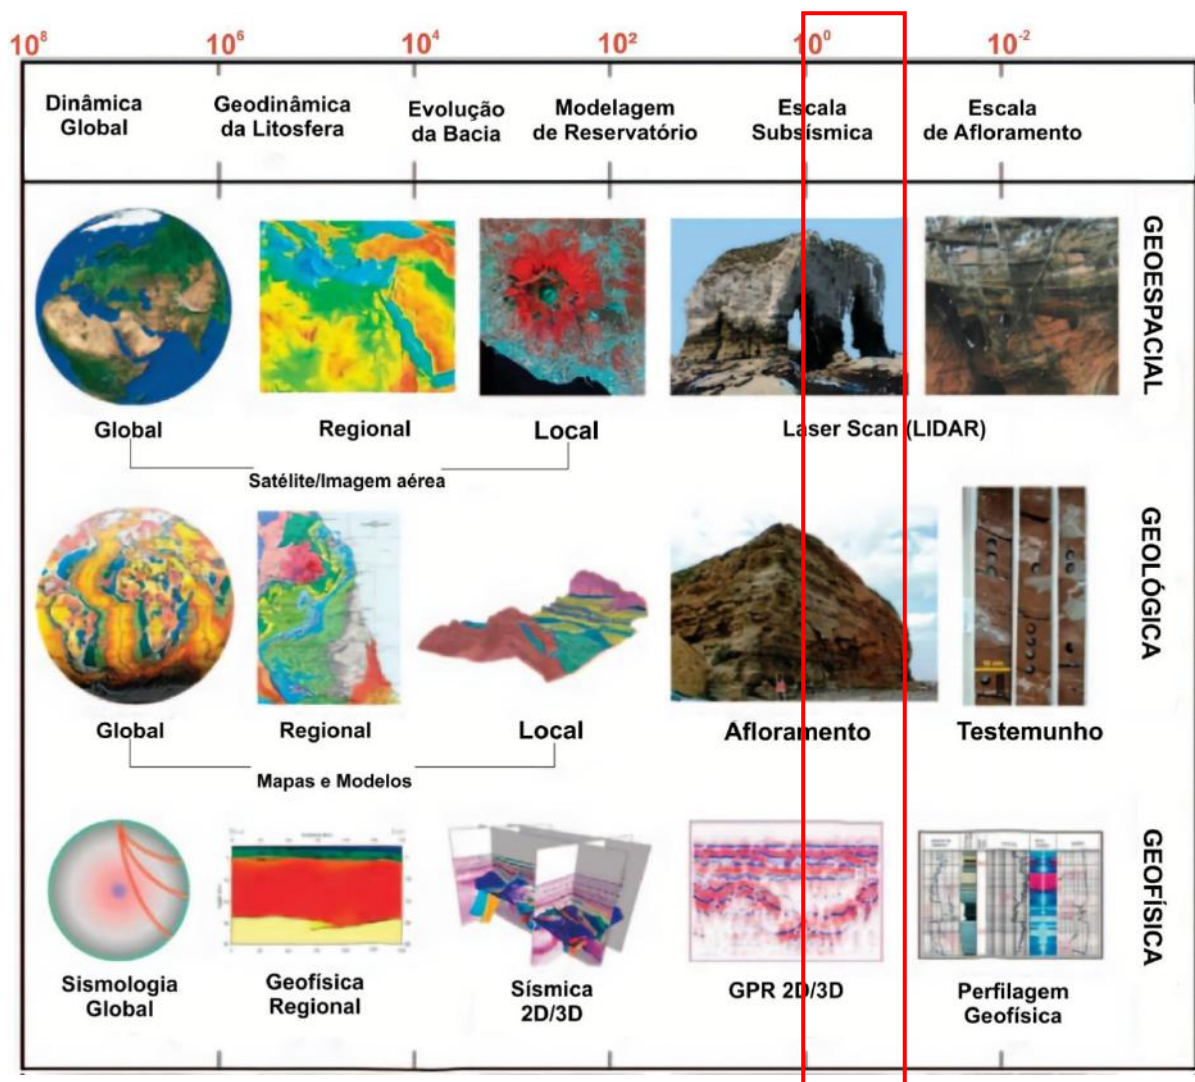 10⁸ 10⁶ 10⁴ 10² 10⁰ 10⁻²
Dinâmica
Global
Geodinâmica
da Litosfera
Evolução
da Bacia
Modelagem
de Reservatório
Escala
Subsísmica
Escala
de Afloramento
GEOESPACIAL
Global
Regional
Local
Laser Scan (LIDAR)
Satélite/Imagem aérea
GEOLÓGICA
Global
Regional
Local
Afloramento
Testemunho
Mapas e Modelos
GEOFÍSICA
Sismologia
Global
Geofísica
Regional
Sísmica
2D/3D
GPR 2D/3D
Perfilagem
Geofísica